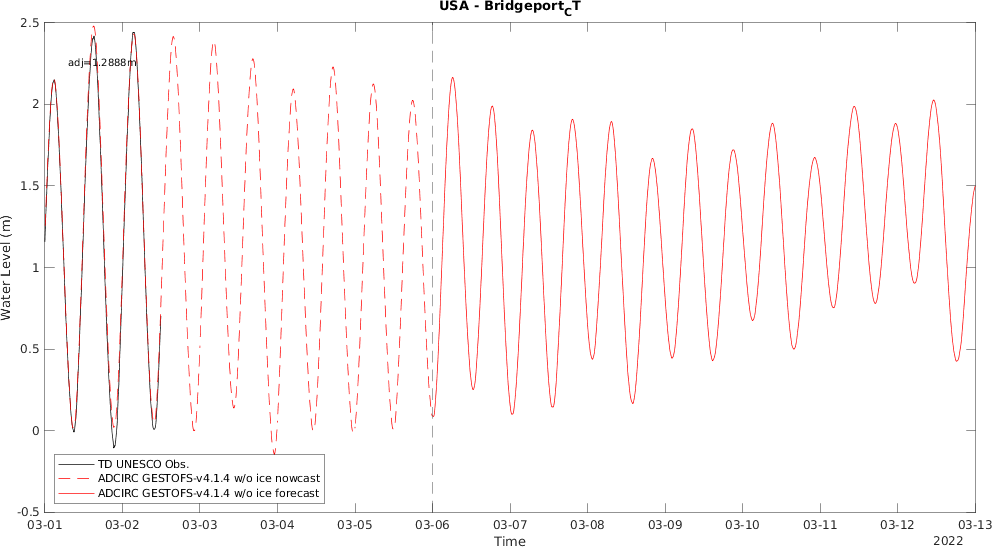 USA - Bridgeport_CT
2.5
adj=1.2888m
2
1.5
Water Level (m)
1
0.5
0
TD UNESCO Obs.
ADCIRC GESTOFS-v4.1.4 w/o ice nowcast
ADCIRC GESTOFS-v4.1.4 w/o ice forecast
-0.5
03-01 03-02 03-03 03-04 03-05 03-06 03-07 03-08 03-09 03-10 03-11 03-12 03-13
Time
2022